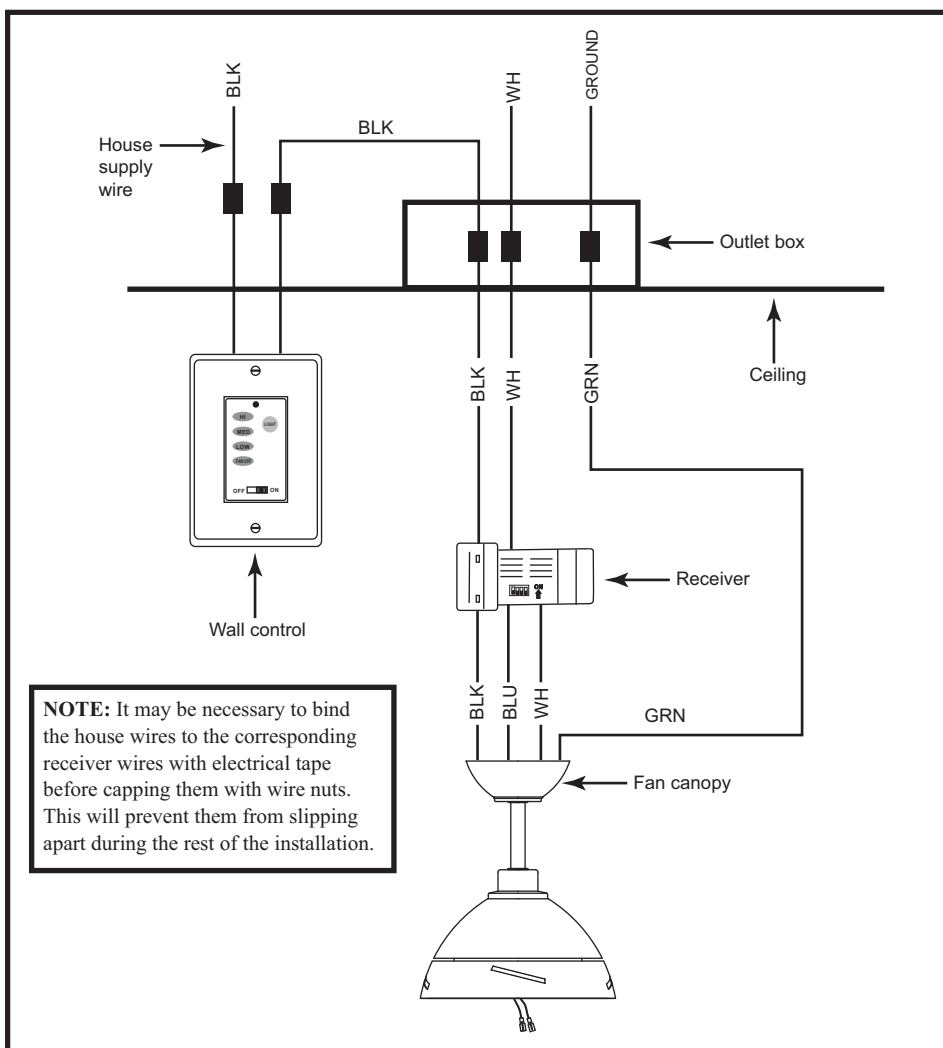 BLK
WH
GROUND
BLK
House
supply
wire
Outlet box
Ceiling
BLK
WH
GRN
HI
MED
LOW
FAN OFF
LIGHT
OFF ON
ON
Receiver
Wall control
BLK
BLU
WH
GRN
Fan canopy
NOTE: It may be necessary to bind
the house wires to the corresponding
receiver wires with electrical tape
before capping them with wire nuts.
This will prevent them from slipping
apart during the rest of the installation.